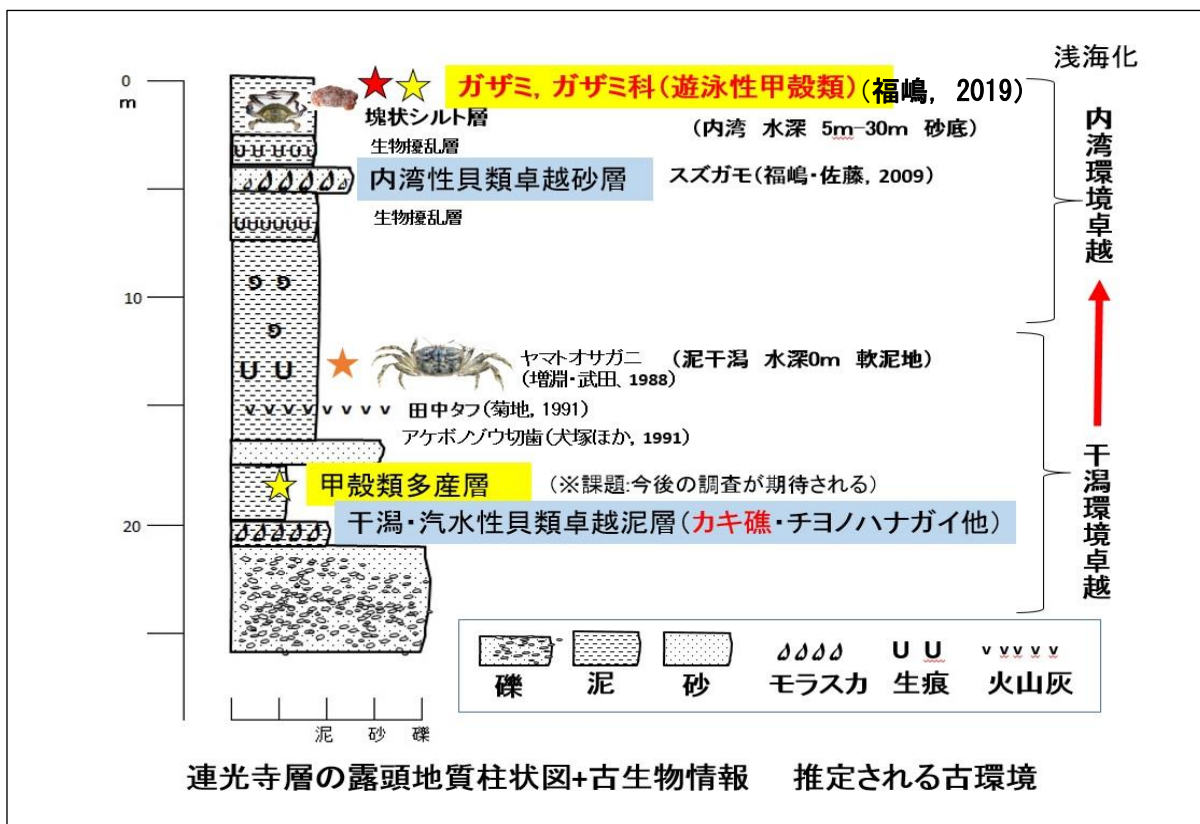 浅海化
0
m
ガザミ, ガザミ科(遊泳性甲殻類)(福嶋, 2019)
塊状シルト層
(内湾 水深 5m-30m 砂底)
生物擾乱層
内湾性貝類卓越砂層
スズガモ(福嶋・佐藤, 2009)
生物擾乱層
内湾環境卓越
10
ヤマトオサガニ
(増淵・武田、1988)
(泥干潟 水深0m 軟泥地)
田中タフ(菊地, 1991)
アケボノゾウ切歯(犬塚ほか, 1991)
甲殻類多産層
(※課題:今後の調査が期待される)
干潟・汽水性貝類卓越泥層(カキ礁・チヨノハナガイ他)
20
干潟環境卓越
礫
泥
砂
モラスカ
生痕
火山灰
泥 砂 礫
連光寺層の露頭地質柱状図+古生物情報 推定される古環境